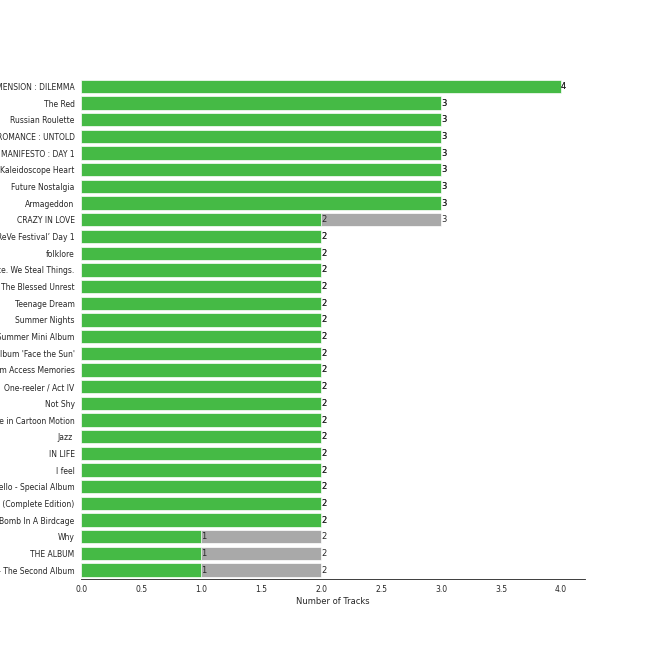 MENSION : DILEMMA 4
The Red 3
Russian Roulette 3
ROMANCE : UNTOLD 3
MANIFESTO : DAY 1 3
Kaleidoscope Heart 3
Future Nostalgia 3
Armageddon 3
CRAZY IN LOVE 2 3
ReVe Festival' Day 1 2
folklore 2
ce. We Steal Things. 2
The Blessed Unrest 2
Teenage Dream 2
Summer Nights 2
Summer Mini Album 2
lbum 'Face the Sun' 2
m Access Memories 2
One-reeler / Act IV 2
Not Shy 2
e in Cartoon Motion 2
Jazz 2
IN LIFE 2
I feel 2
ello - Special Album 2
(Complete Edition) 2
Bomb In A Birdcage 2
Why 1 2
THE ALBUM 1 2
- The Second Album 1 2
0.0 0.5 1.0 1.5 2.0 2.5 3.0 3.5 4.0
Number of Tracks